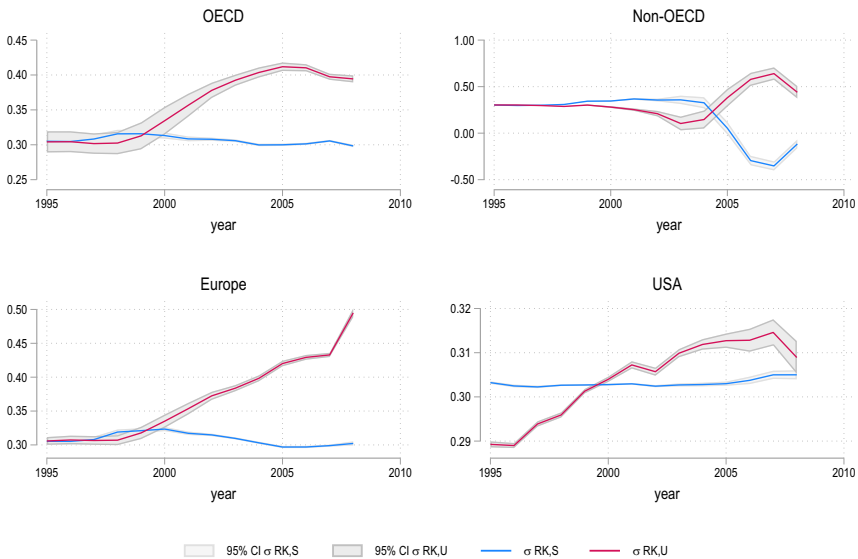 OECD
0.45
0.40
0.35
0.30
0.25
1995 2000 2005 2010
year
Non-OECD
1.00
0.50
0.00
-0.50
1995 2000 2005 2010
year
Europe
0.50
0.45
0.40
0.35
0.30
1995 2000 2005 2010
year
USA
0.32
0.31
0.30
0.29
1995 2000 2005 2010
year
95% CI σ RK,S 95% CI σ RK,U σ RK,S σ RK,U